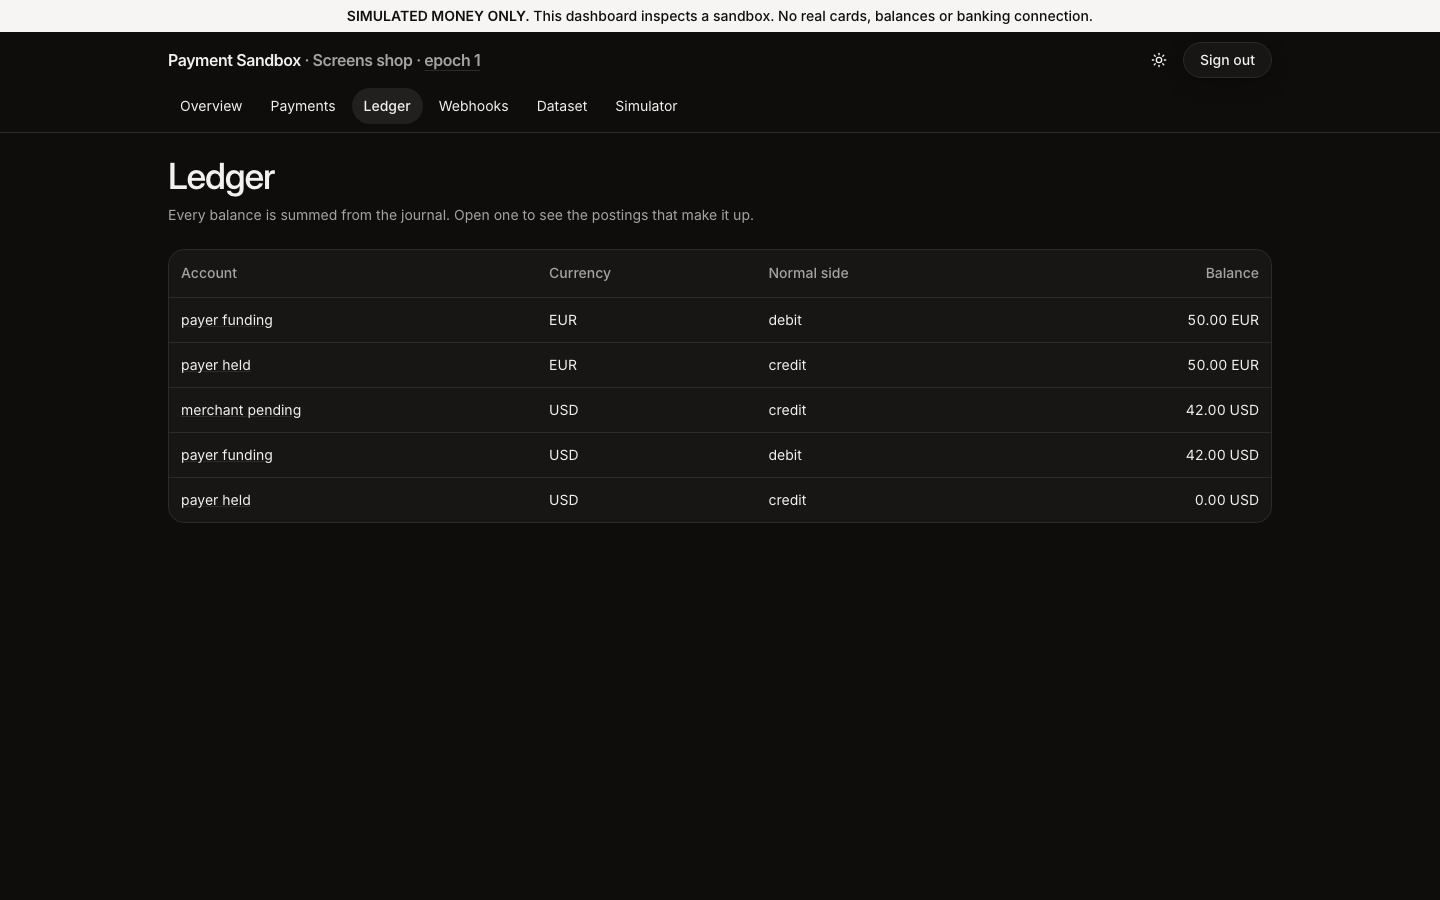 SIMULATED MONEY ONLY. This dashboard inspects a sandbox. No real cards, balances or banking connection.
Payment Sandbox · Screens shop · epoch 1
Sign out
Overview Payments Ledger Webhooks Dataset Simulator
Ledger
Every balance is summed from the journal. Open one to see the postings that make it up.
Account Currency Normal side Balance
payer funding EUR debit 50.00 EUR
payer held EUR credit 50.00 EUR
merchant pending USD credit 42.00 USD
payer funding USD debit 42.00 USD
payer held USD credit 0.00 USD